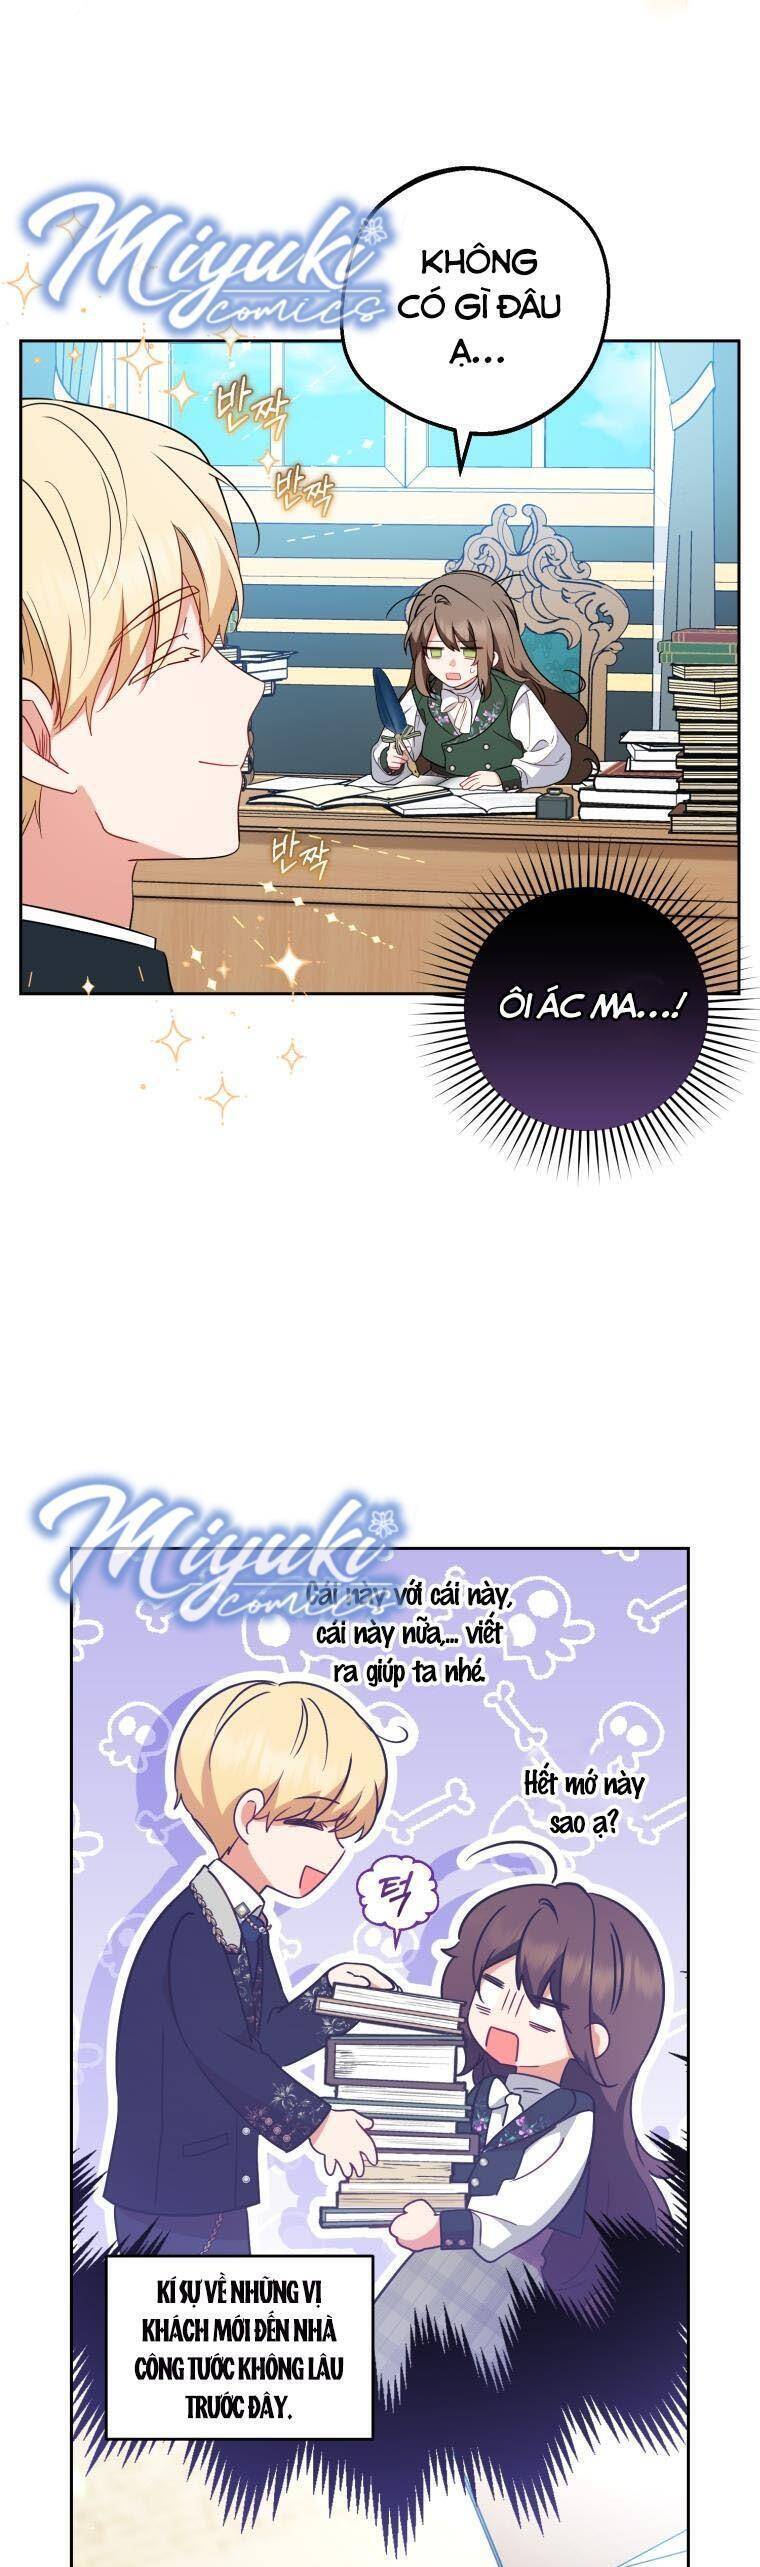 Miyuki
comics
KHÔNG
CÓ GÌ ĐÂU
Ạ...
반짝
반짝
반짝
ÔI ÁC MA...!
Miyuki
comics
Cái này với cái này,
cái này nữa,... viết
ra giúp ta nhé.
Hết mớ này
sao ạ?
턱
KÍ SỰ VỀ NHỮNG VỊ
KHÁCH MỚI ĐẾN NHÀ
CÔNG TƯỚC KHÔNG LÂU
TRƯỚC ĐÂY.